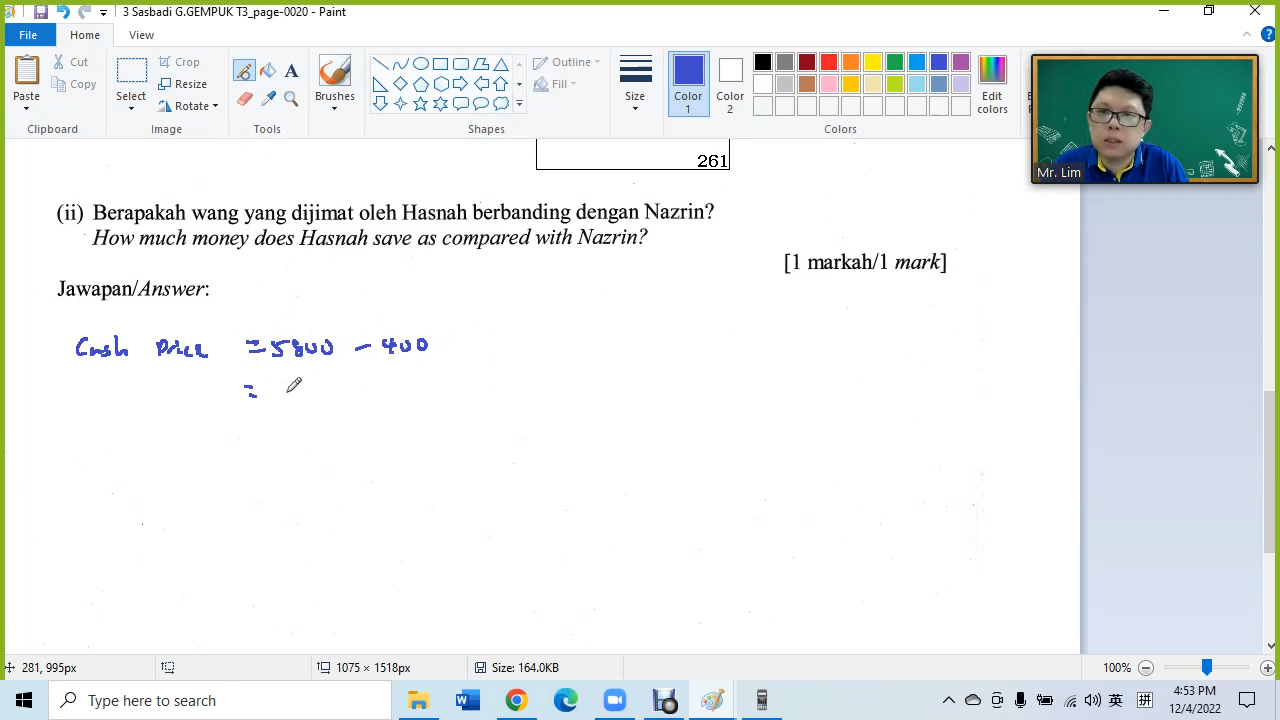 3 Sasbadi G.GEMPUK T3_page-0020 - Paint
File Home View
Paste Cut Copy Clipboard
Select Crop Resize Rotate Image
Tools
Brushes
Outline Fill Shapes
Size
Color 1 Color 2 Edit colors Colors
261
Mr. Lim
(ii) Berapakah wang yang dijimat oleh Hasnah berbanding dengan Nazrin?
How much money does Hasnah save as compared with Nazrin?
[1 markah/1 mark]
Jawapan/Answer:
Cash Price = 5800 - 400
=
281, 995px 1075 × 1518px Size: 164.0KB 100%
Type here to search
英 拼 4:53 PM
12/4/2022